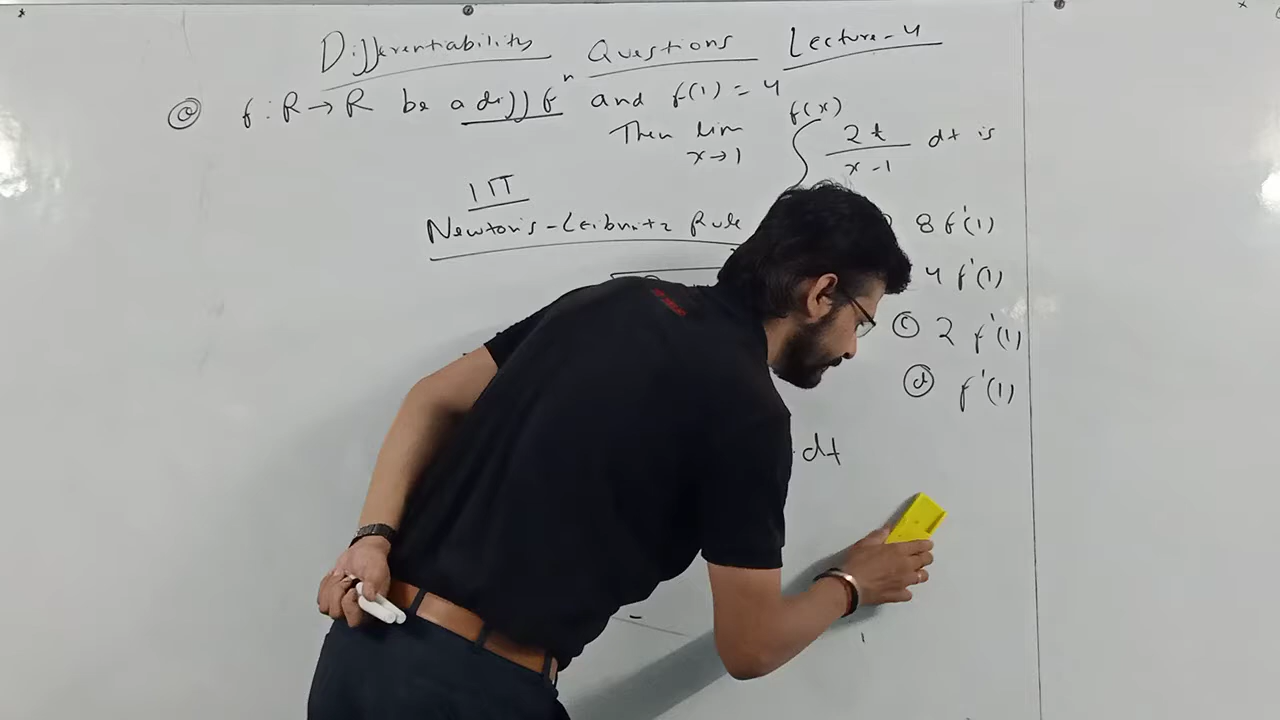 Differentiability Questions Lecture-4
f: R → R be a diff fⁿ and f(1) = 4
Then lim x→1 ∫ f(x) 2t / x-1 dt is
IIT
Newton's-Leibnitz Rule
8 f'(1)
4 f'(1)
ⓒ 2 f'(1)
ⓓ f'(1)
dt